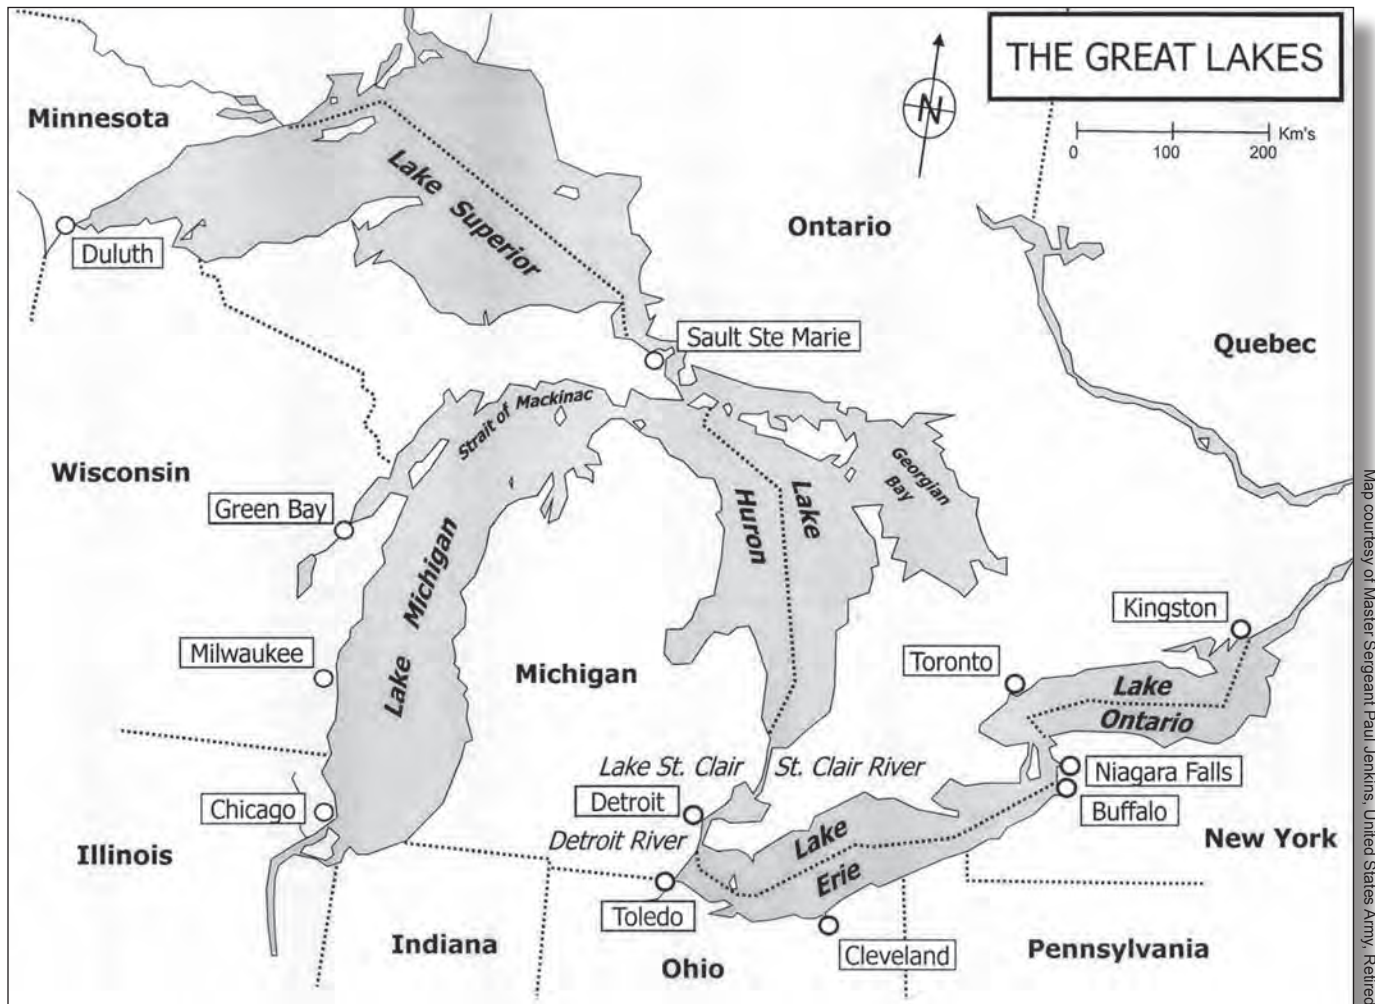 THE GREAT LAKES
N
Km's
0 100 200
Minnesota
Lake Superior
Ontario
Duluth
Sault Ste Marie
Quebec
Strait of Mackinac
Wisconsin
Georgian
Bay
Green Bay
Lake
Huron
Lake Michigan
Kingston
Milwaukee
Toronto
Michigan
Lake
Ontario
Lake St. Clair
St. Clair River
Niagara Falls
Chicago
Detroit
Buffalo
Detroit River
Lake
Erie
New York
Illinois
Toledo
Indiana
Cleveland
Pennsylvania
Ohio
Map courtesy of Master Sergeant Paul Jenkins, United States Army, Retired